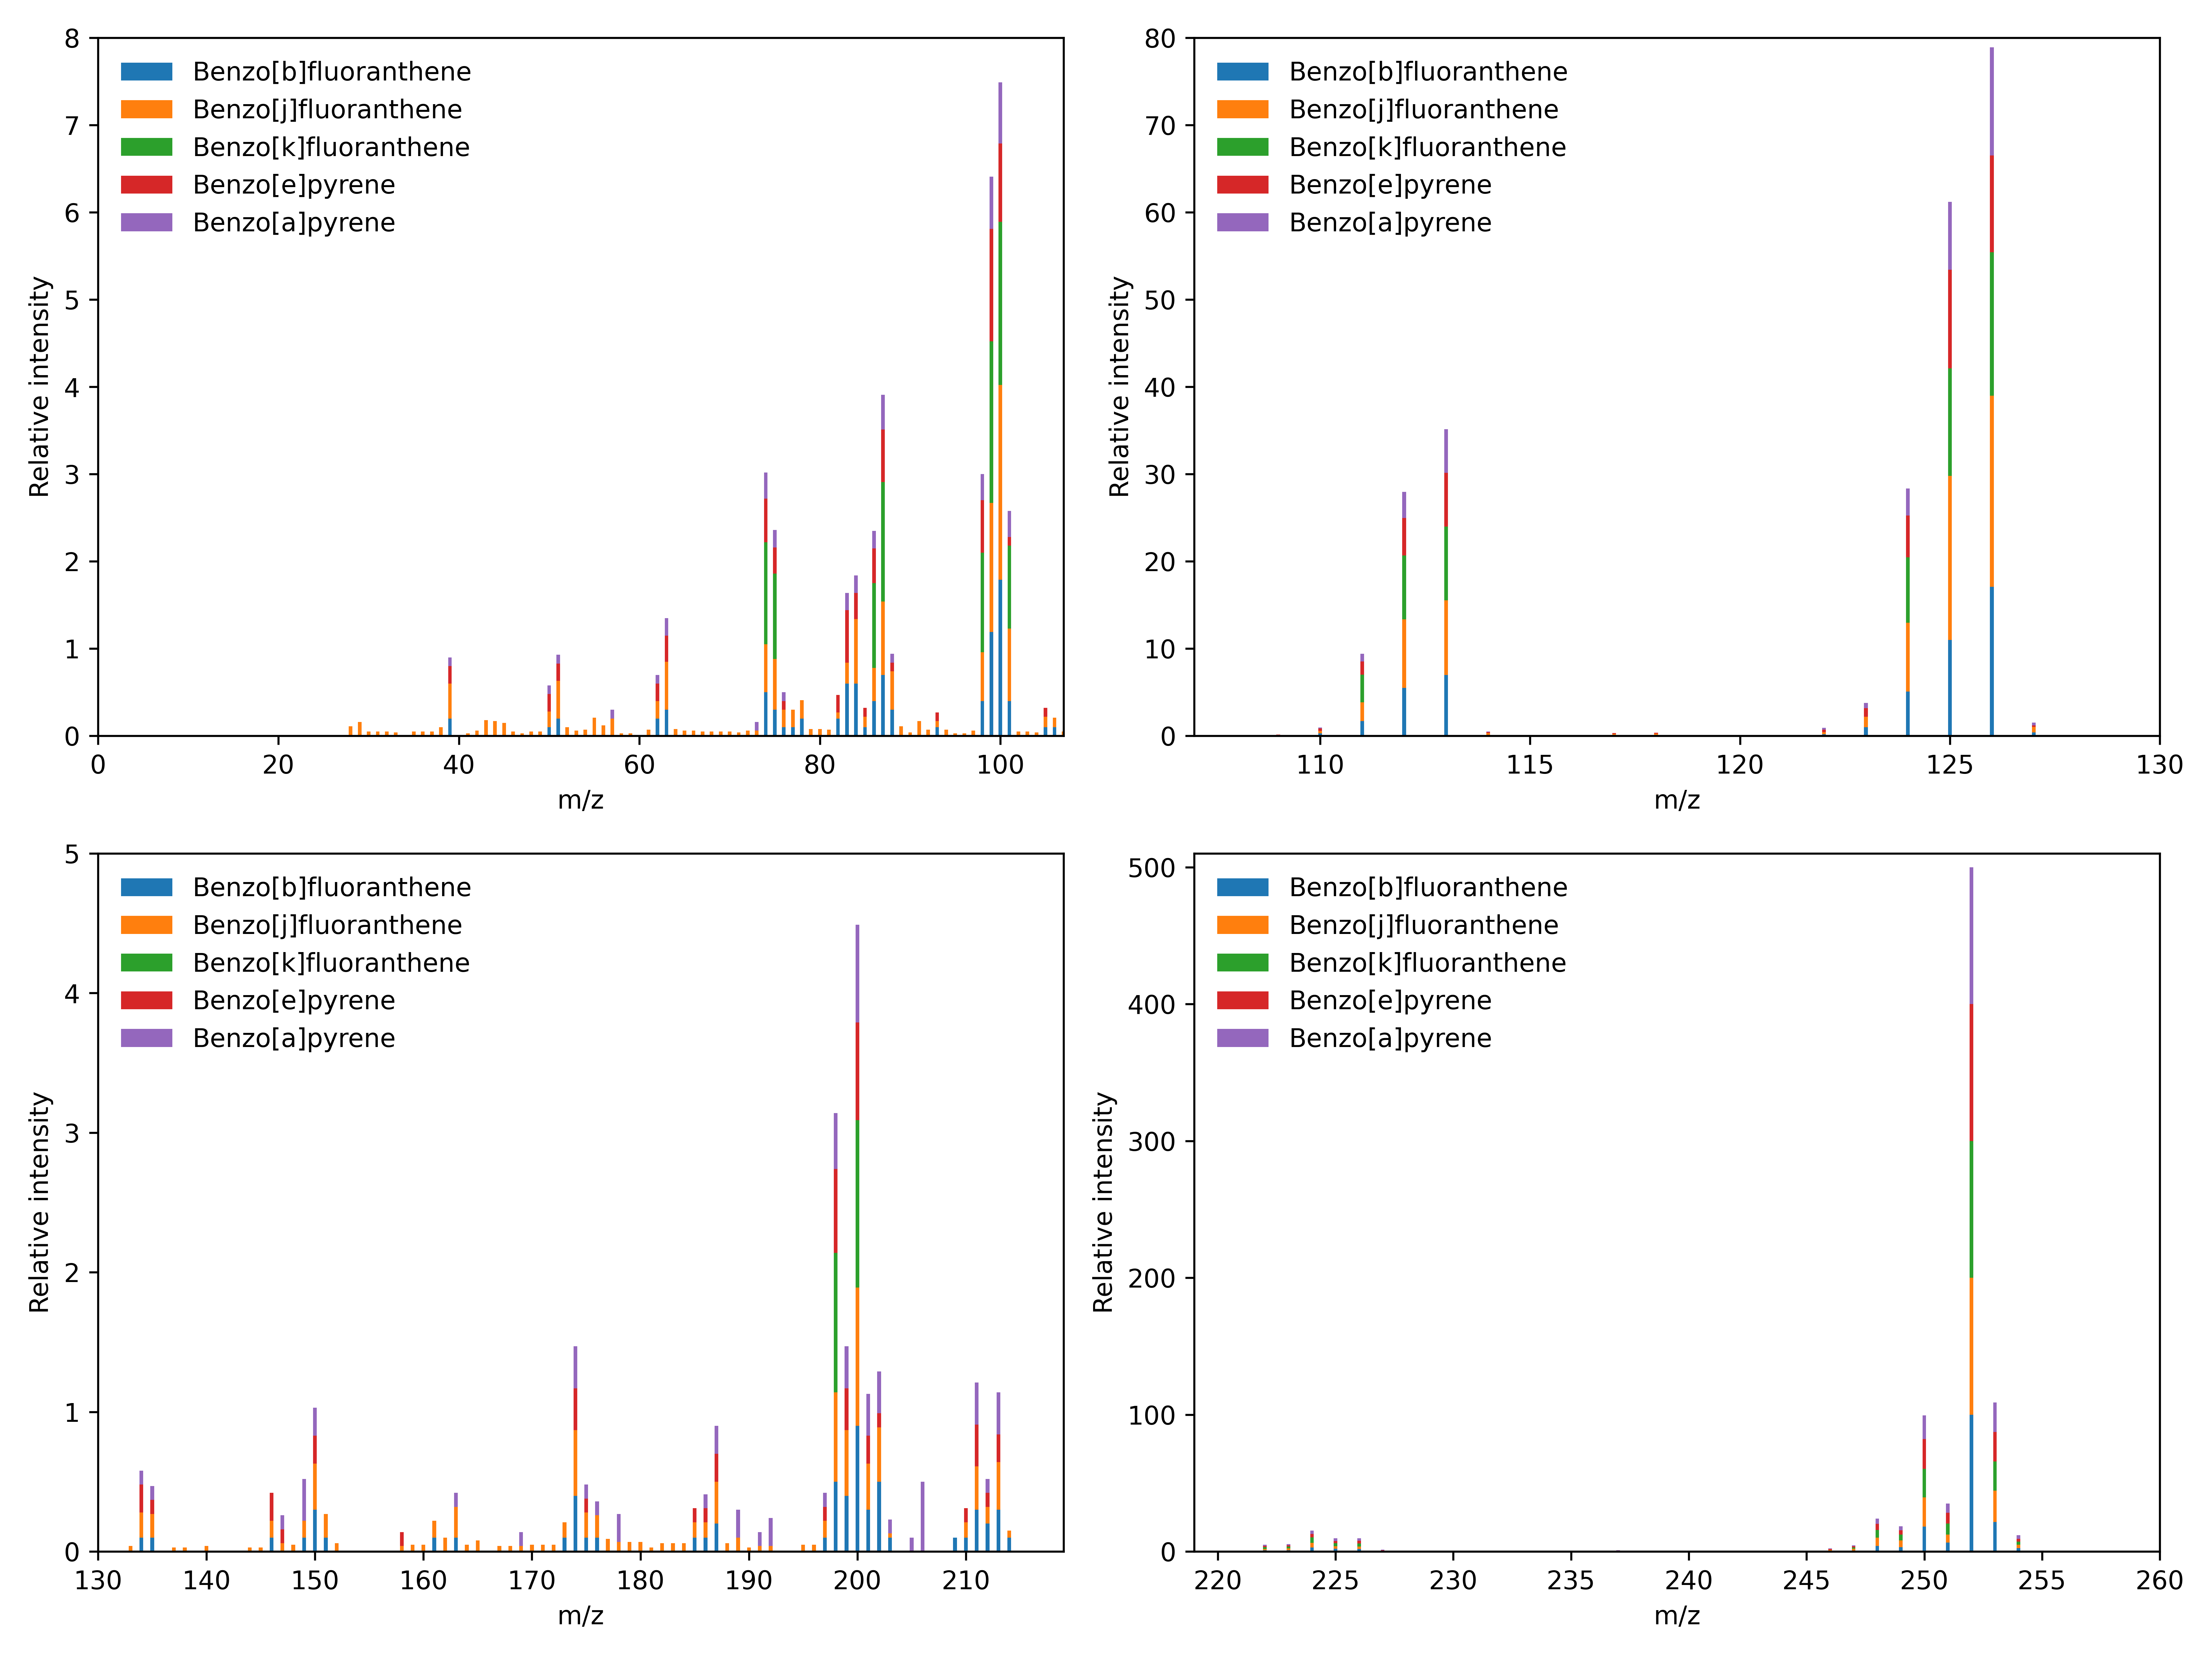 8
7
6
5
4
3
2
1
0
Relative intensity
Benzo[b]fluoranthene
Benzo[j]fluoranthene
Benzo[k]fluoranthene
Benzo[e]pyrene
Benzo[a]pyrene
0 20 40 60 80 100
m/z
80
70
60
50
40
30
20
10
0
Relative intensity
Benzo[b]fluoranthene
Benzo[j]fluoranthene
Benzo[k]fluoranthene
Benzo[e]pyrene
Benzo[a]pyrene
110 115 120 125 130
m/z
5
4
3
2
1
0
Relative intensity
Benzo[b]fluoranthene
Benzo[j]fluoranthene
Benzo[k]fluoranthene
Benzo[e]pyrene
Benzo[a]pyrene
130 140 150 160 170 180 190 200 210
m/z
500
400
300
200
100
0
Relative intensity
Benzo[b]fluoranthene
Benzo[j]fluoranthene
Benzo[k]fluoranthene
Benzo[e]pyrene
Benzo[a]pyrene
220 225 230 235 240 245 250 255 260
m/z